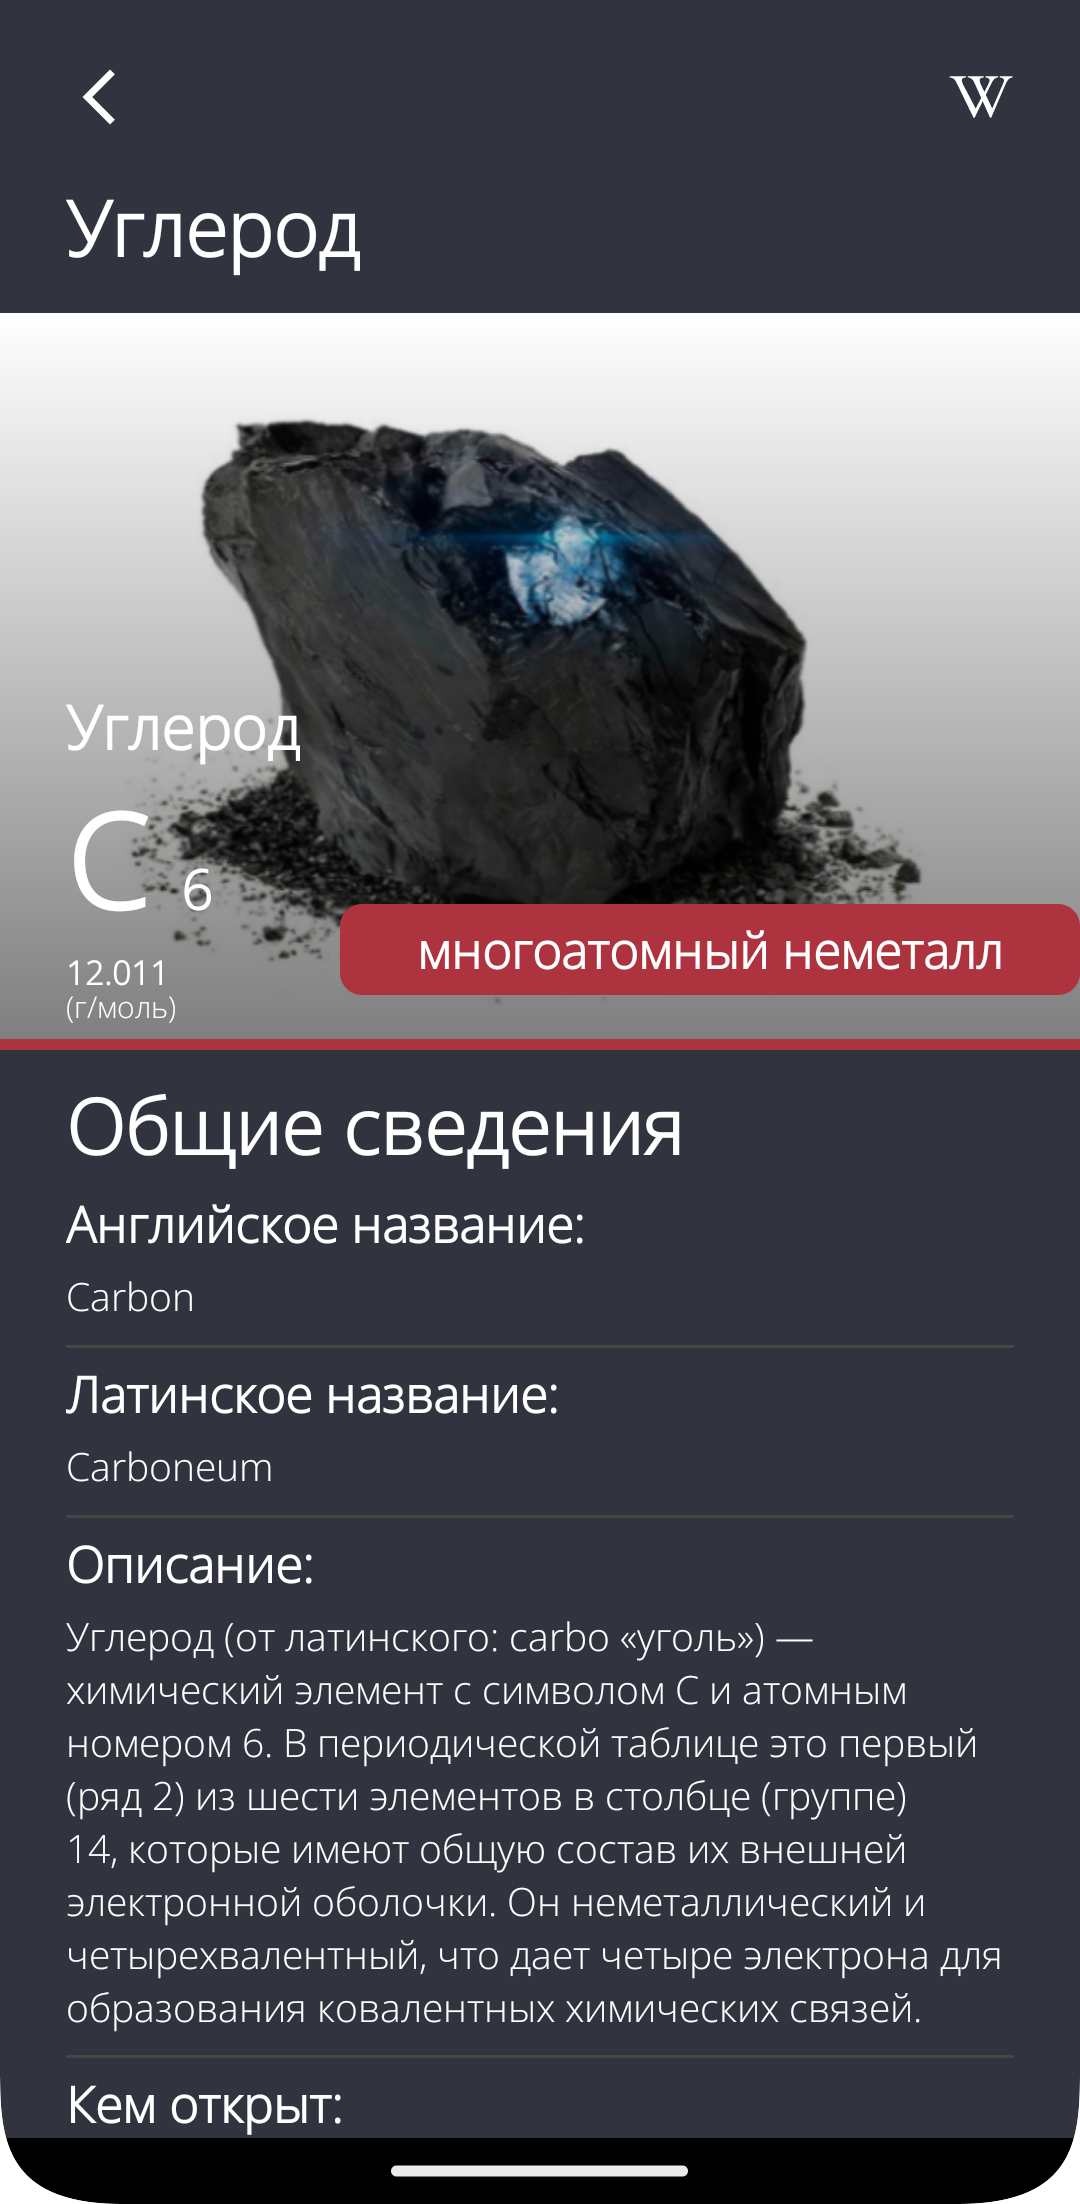 W
Углерод
Углерод
C 6
12.011
(г/моль)
многоатомный неметалл
Общие сведения
Английское название:
Carbon
Латинское название:
Carboneum
Описание:
Углерод (от латинского: carbo «уголь») —
химический элемент с символом C и атомным
номером 6. В периодической таблице это первый
(ряд 2) из шести элементов в столбце (группе)
14, которые имеют общую состав их внешней
электронной оболочки. Он неметаллический и
четырехвалентный, что дает четыре электрона для
образования ковалентных химических связей.
Кем открыт: